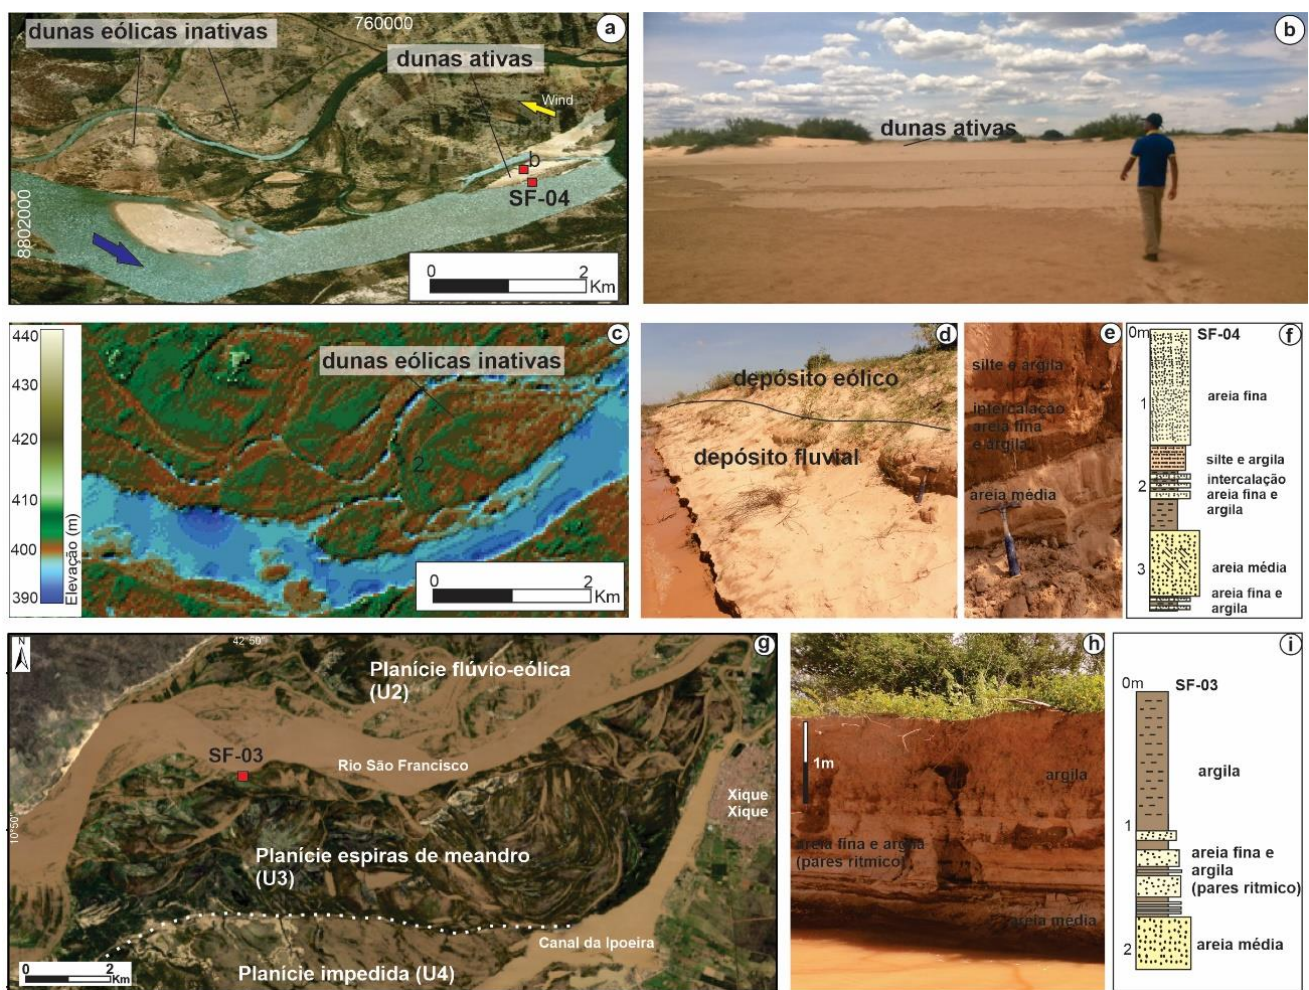 760000
a
dunas eólicas inativas
dunas ativas
Wind
b
SF-04
8802000
0 2
Km
b
dunas ativas
c
440
430
420
410
400
390
Elevação (m)
dunas eólicas inativas
2
0 2
Km
d
depósito eólico
depósito fluvial
e
silte e argila
intercalação
areia fina
e argila
areia média
f
0m
SF-04
1
areia fina
silte e argila
2
intercalação
areia fina e
argila
3
areia média
areia fina e
argila
g
N
42°50"
10°50"
Planície flúvio-eólica
(U2)
SF-03
Rio São Francisco
Xique
Xique
Planície espiras de meandro
(U3)
Canal da Ipoeira
Planície impedida (U4)
0 2
Km
h
1m
argila
areia fina e argila
(pares ritmico)
areia média
i
0m
SF-03
argila
1
areia fina e
argila
(pares ritmico)
2
areia média